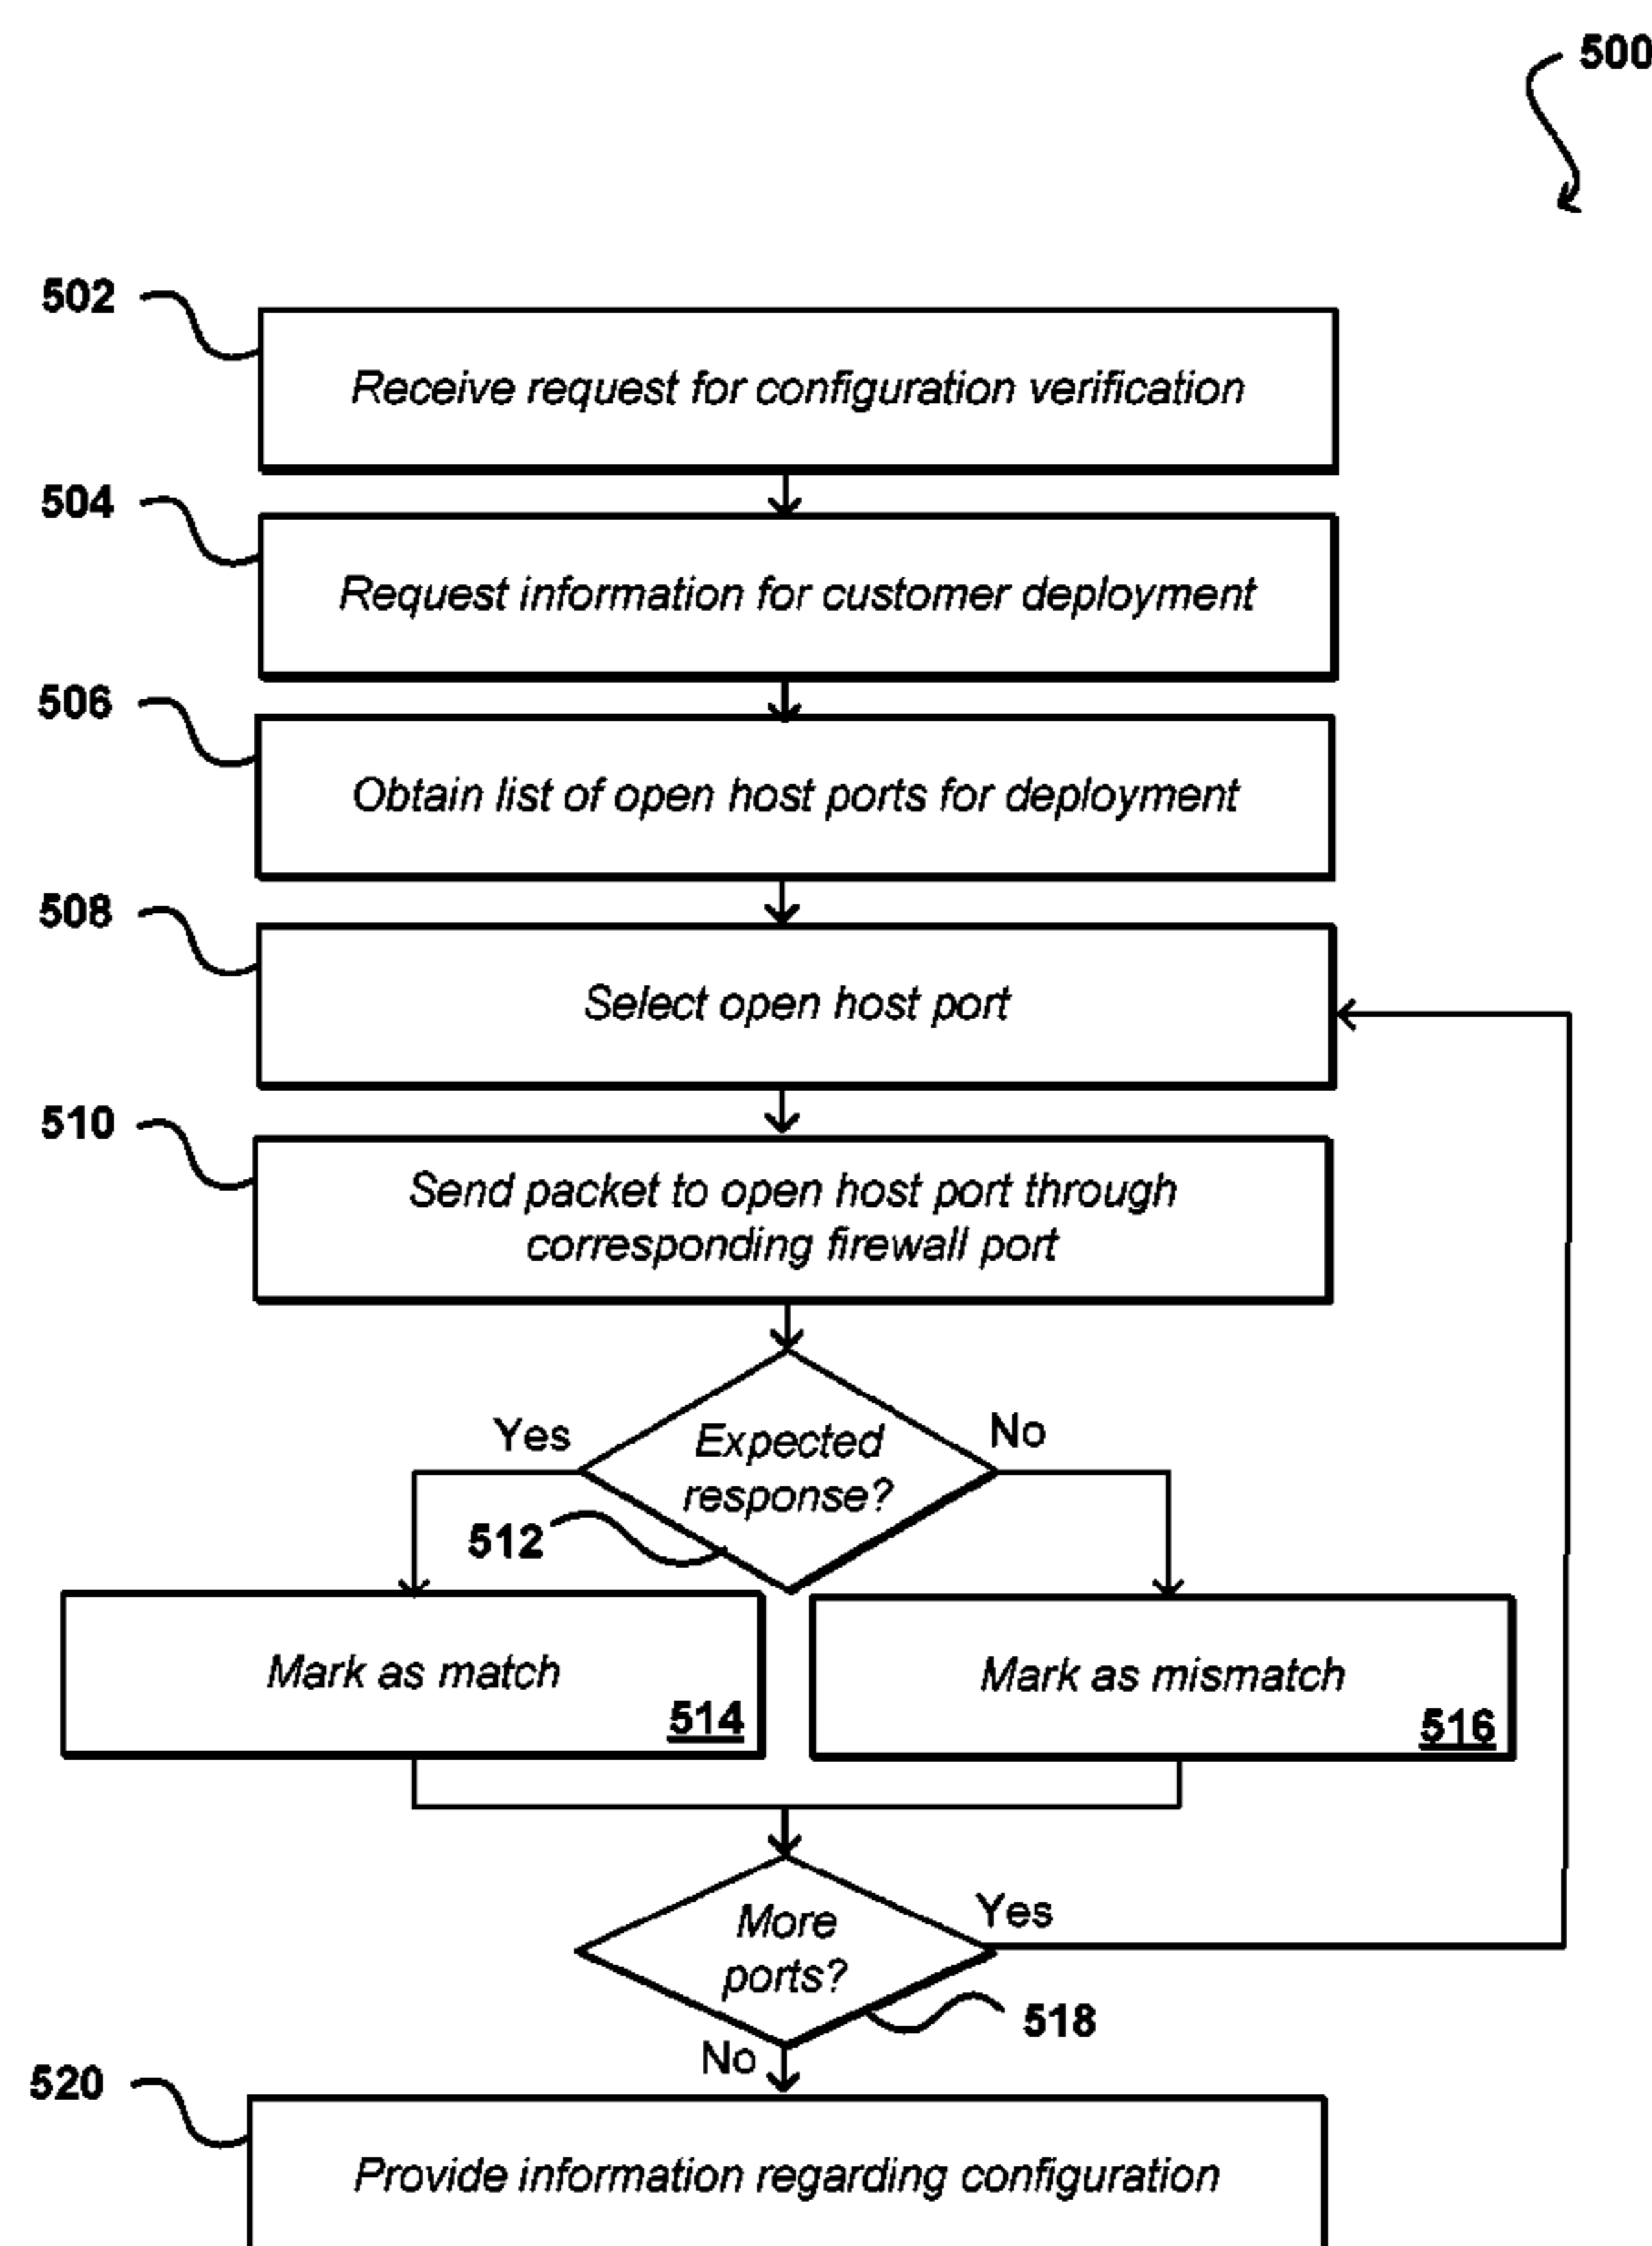 500
502
Receive request for configuration verification
504
Request information for customer deployment
506
Obtain list of open host ports for deployment
508
Select open host port
510
Send packet to open host port through
corresponding firewall port
Yes
Expected
response?
No
512
Mark as match
514
Mark as mismatch
516
More
ports?
Yes
518
No
520
Provide information regarding configuration